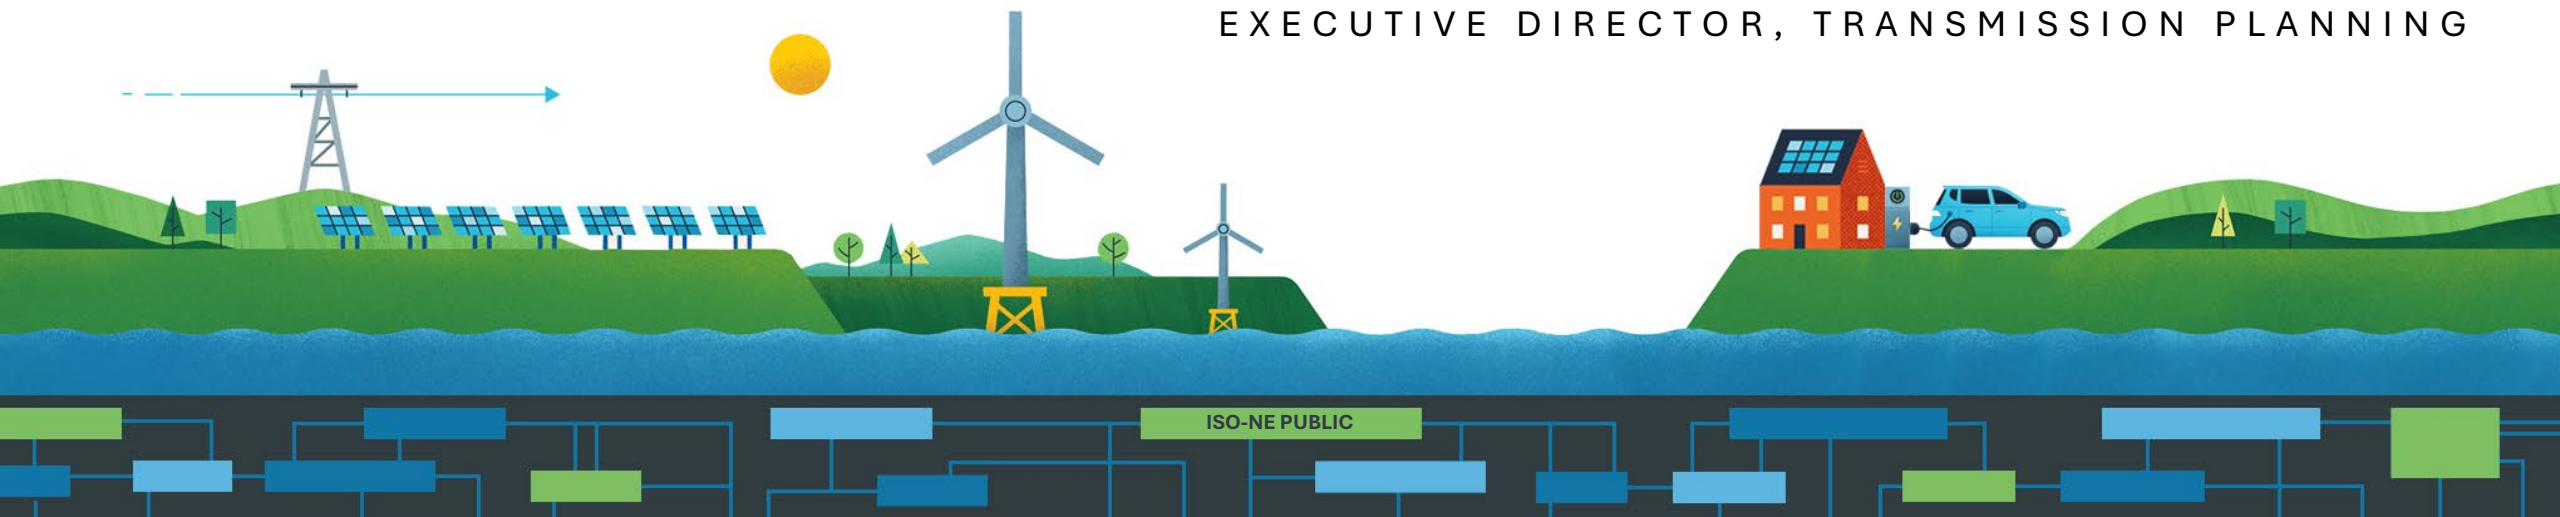 EXECUTIVE DIRECTOR, TRANSMISSION PLANNING
ISO-NE PUBLIC